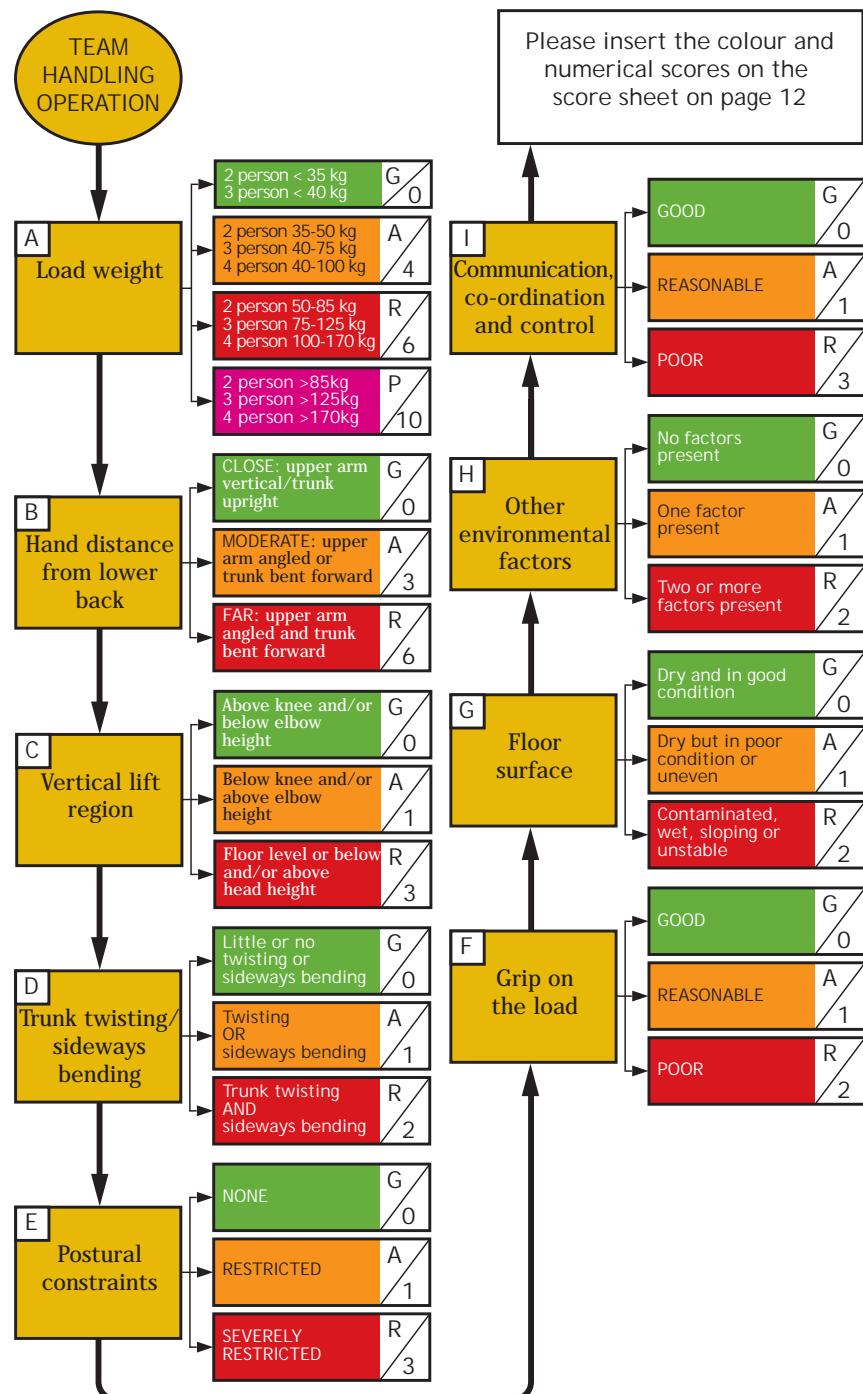 TEAM
HANDLING
OPERATION
A
Load weight
2 person < 35 kg
3 person < 40 kg
G
0
2 person 35-50 kg
3 person 40-75 kg
4 person 40-100 kg
A
4
2 person 50-85 kg
3 person 75-125 kg
4 person 100-170 kg
R
6
2 person >85kg
3 person >125kg
4 person >170kg
P
10
B
Hand distance
from lower
back
CLOSE: upper arm
vertical/trunk
upright
G
0
MODERATE: upper
arm angled or
trunk bent forward
A
3
FAR: upper arm
angled and trunk
bent forward
R
6
C
Vertical lift
region
Above knee and/or
below elbow
height
G
0
Below knee and/or
above elbow
height
A
1
Floor level or below
and/or above
head height
R
3
D
Trunk twisting/
sideways
bending
Little or no
twisting or
sideways bending
G
0
Twisting
OR
sideways bending
A
1
Trunk twisting
AND
sideways bending
R
2
E
Postural
constraints
NONE
G
0
RESTRICTED
A
1
SEVERELY
RESTRICTED
R
3
F
Grip on
the load
GOOD
G
0
REASONABLE
A
1
POOR
R
2
G
Floor
surface
Dry and in good
condition
G
0
Dry but in poor
condition or
uneven
A
1
Contaminated,
wet, sloping or
unstable
R
2
H
Other
environmental
factors
No factors
present
G
0
One factor
present
A
1
Two or more
factors present
R
2
I
Communication,
co-ordination
and control
GOOD
G
0
REASONABLE
A
1
POOR
R
3
Please insert the colour and
numerical scores on the
score sheet on page 12